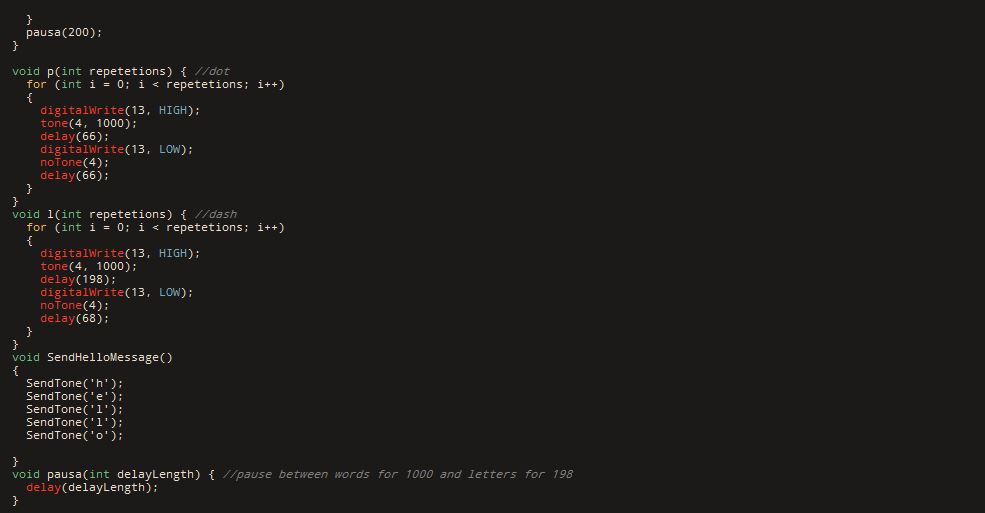 }
  pausa(200);
}

void p(int repetetions) { //dot
  for (int i = 0; i < repetetions; i++)
  {
    digitalWrite(13, HIGH);
    tone(4, 1000);
    delay(66);
    digitalWrite(13, LOW);
    noTone(4);
    delay(66);
  }
}
void l(int repetetions) { //dash
  for (int i = 0; i < repetetions; i++)
  {
    digitalWrite(13, HIGH);
    tone(4, 1000);
    delay(198);
    digitalWrite(13, LOW);
    noTone(4);
    delay(68);
  }
}
void SendHelloMessage()
{
  SendTone('h');
  SendTone('e');
  SendTone('l');
  SendTone('l');
  SendTone('o');

}
void pausa(int delayLength) { //pause between words for 1000 and letters for 198
  delay(delayLength);
}